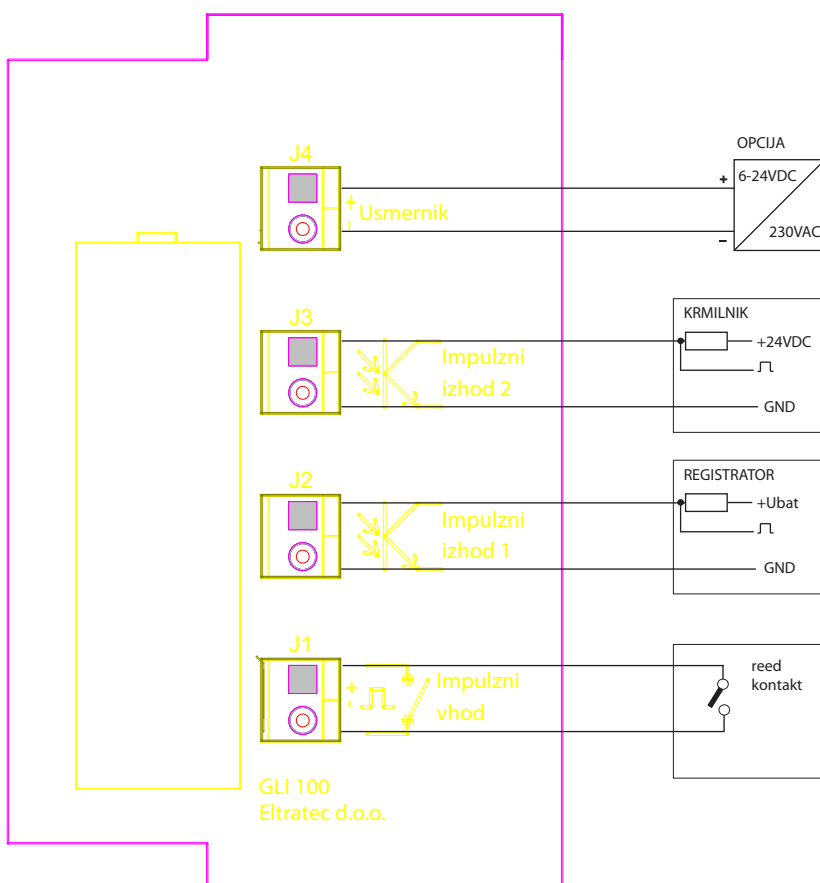 OPCIJA
J4
+
6-24VDC
+
Usmernik
-
–
230VAC
J3
KRMILNIK
+24VDC
Impulzni
izhod 2
GND
J2
REGISTRATOR
+Ubat
Impulzni
izhod 1
GND
J1
reed
kontakt
+
Impulzni
-
vhod
GLI 100
Eltratec d.o.o.